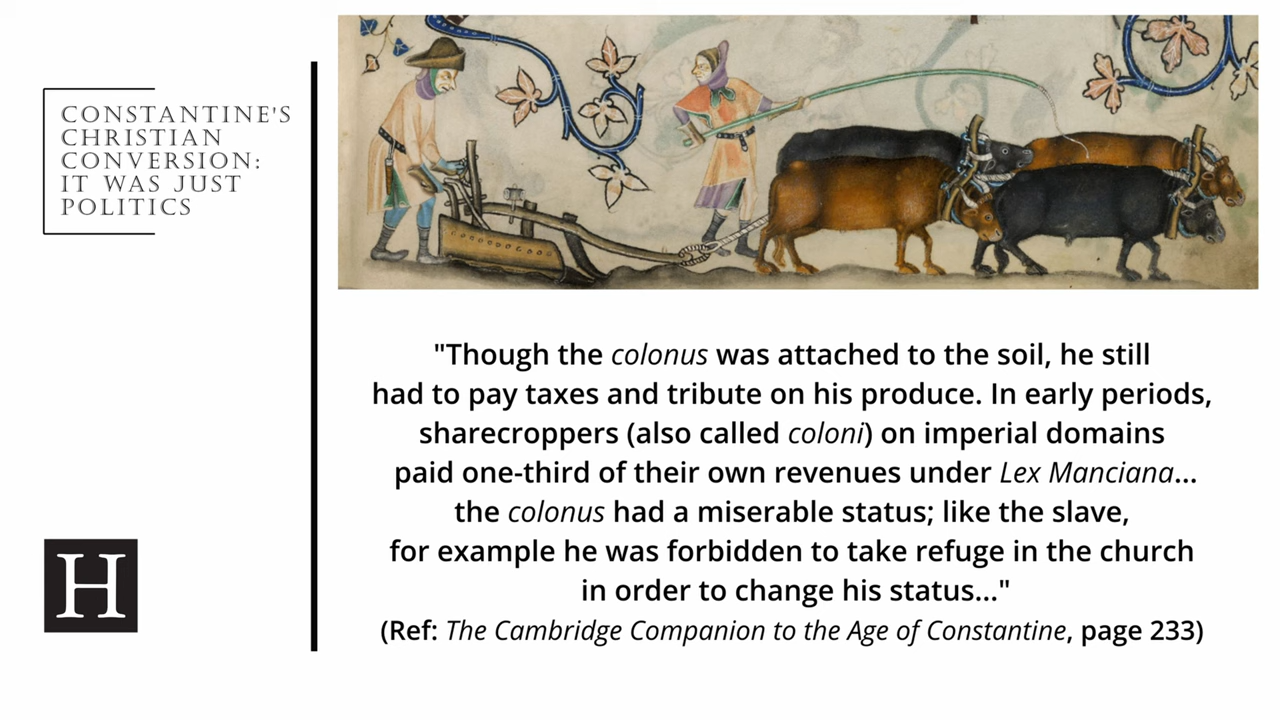 CONSTANTINE'S
CHRISTIAN
CONVERSION:
IT WAS JUST
POLITICS
H
"Though the colonus was attached to the soil, he still
had to pay taxes and tribute on his produce. In early periods,
sharecroppers (also called coloni) on imperial domains
paid one-third of their own revenues under Lex Manciana...
the colonus had a miserable status; like the slave,
for example he was forbidden to take refuge in the church
in order to change his status..."
(Ref: The Cambridge Companion to the Age of Constantine, page 233)